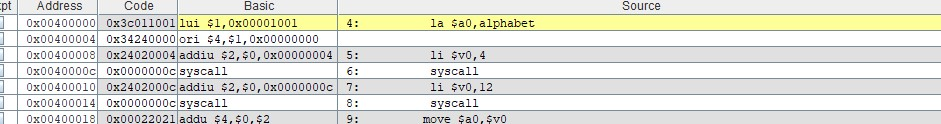 pt Address Code Basic Source
0x00400000 0x3c011001 lui $1,0x00001001 4: la $a0,alphabet
0x00400004 0x34240000 ori $4,$1,0x00000000
0x00400008 0x24020004 addiu $2,$0,0x00000004 5: li $v0,4
0x0040000c 0x0000000c syscall 6: syscall
0x00400010 0x2402000c addiu $2,$0,0x0000000c 7: li $v0,12
0x00400014 0x0000000c syscall 8: syscall
0x00400018 0x00022021 addu $4,$0,$2 9: move $a0,$v0